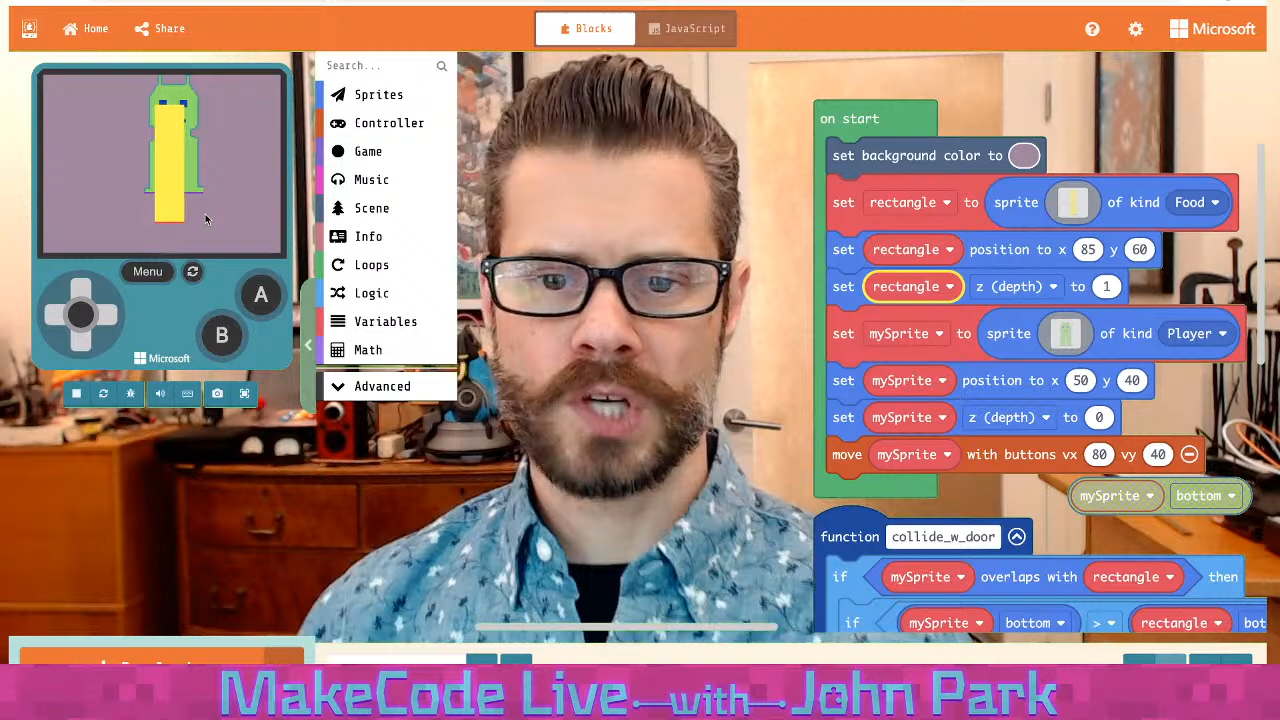 Home
Share
Blocks
JavaScript
Microsoft
Search...
Sprites
Controller
Game
Music
Scene
Info
Loops
Logic
Variables
Math
Advanced
Menu
A
B
Microsoft
on start
set background color to
set rectangle to sprite of kind Food
set rectangle position to x 85 y 60
set rectangle z (depth) to 1
set mySprite to sprite of kind Player
set mySprite position to x 50 y 40
set mySprite z (depth) to 0
move mySprite with buttons vx 80 vy 40
mySprite bottom
function collide_w_door
if mySprite overlaps with rectangle then
if mySprite bottom > rectangle bot
MakeCode Live with John Park